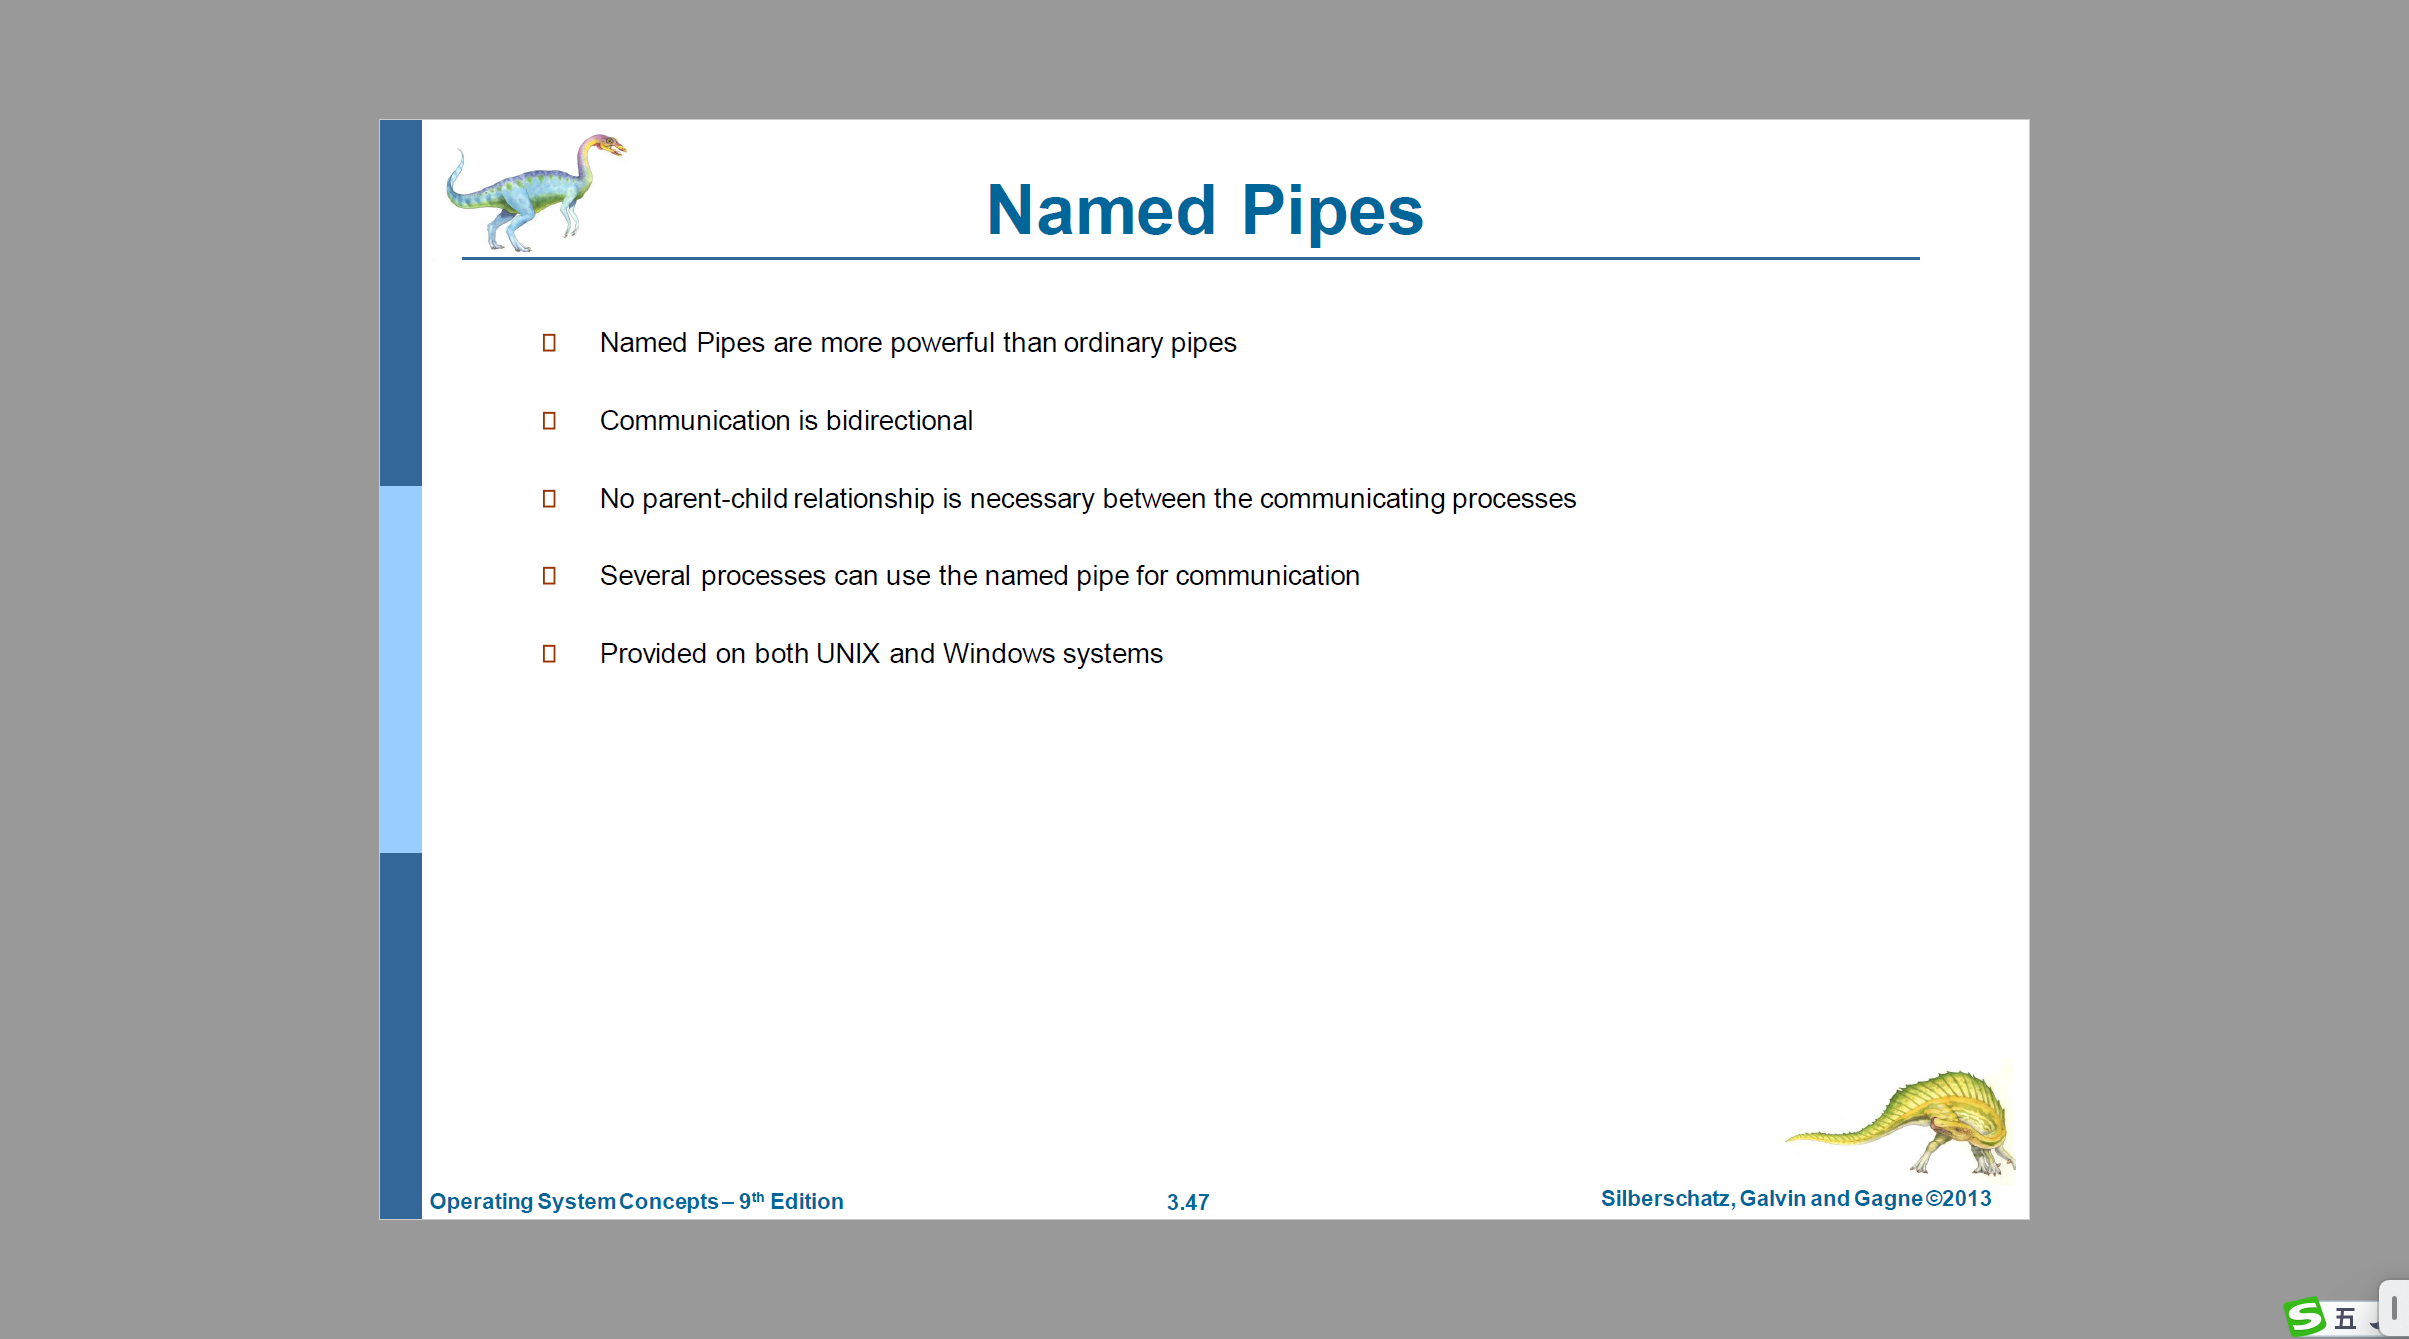 Named Pipes
Named Pipes are more powerful than ordinary pipes
Communication is bidirectional
No parent-child relationship is necessary between the communicating processes
Several processes can use the named pipe for communication
Provided on both UNIX and Windows systems
Operating System Concepts – 9th Edition
3.47
Silberschatz, Galvin and Gagne ©2013
S 五